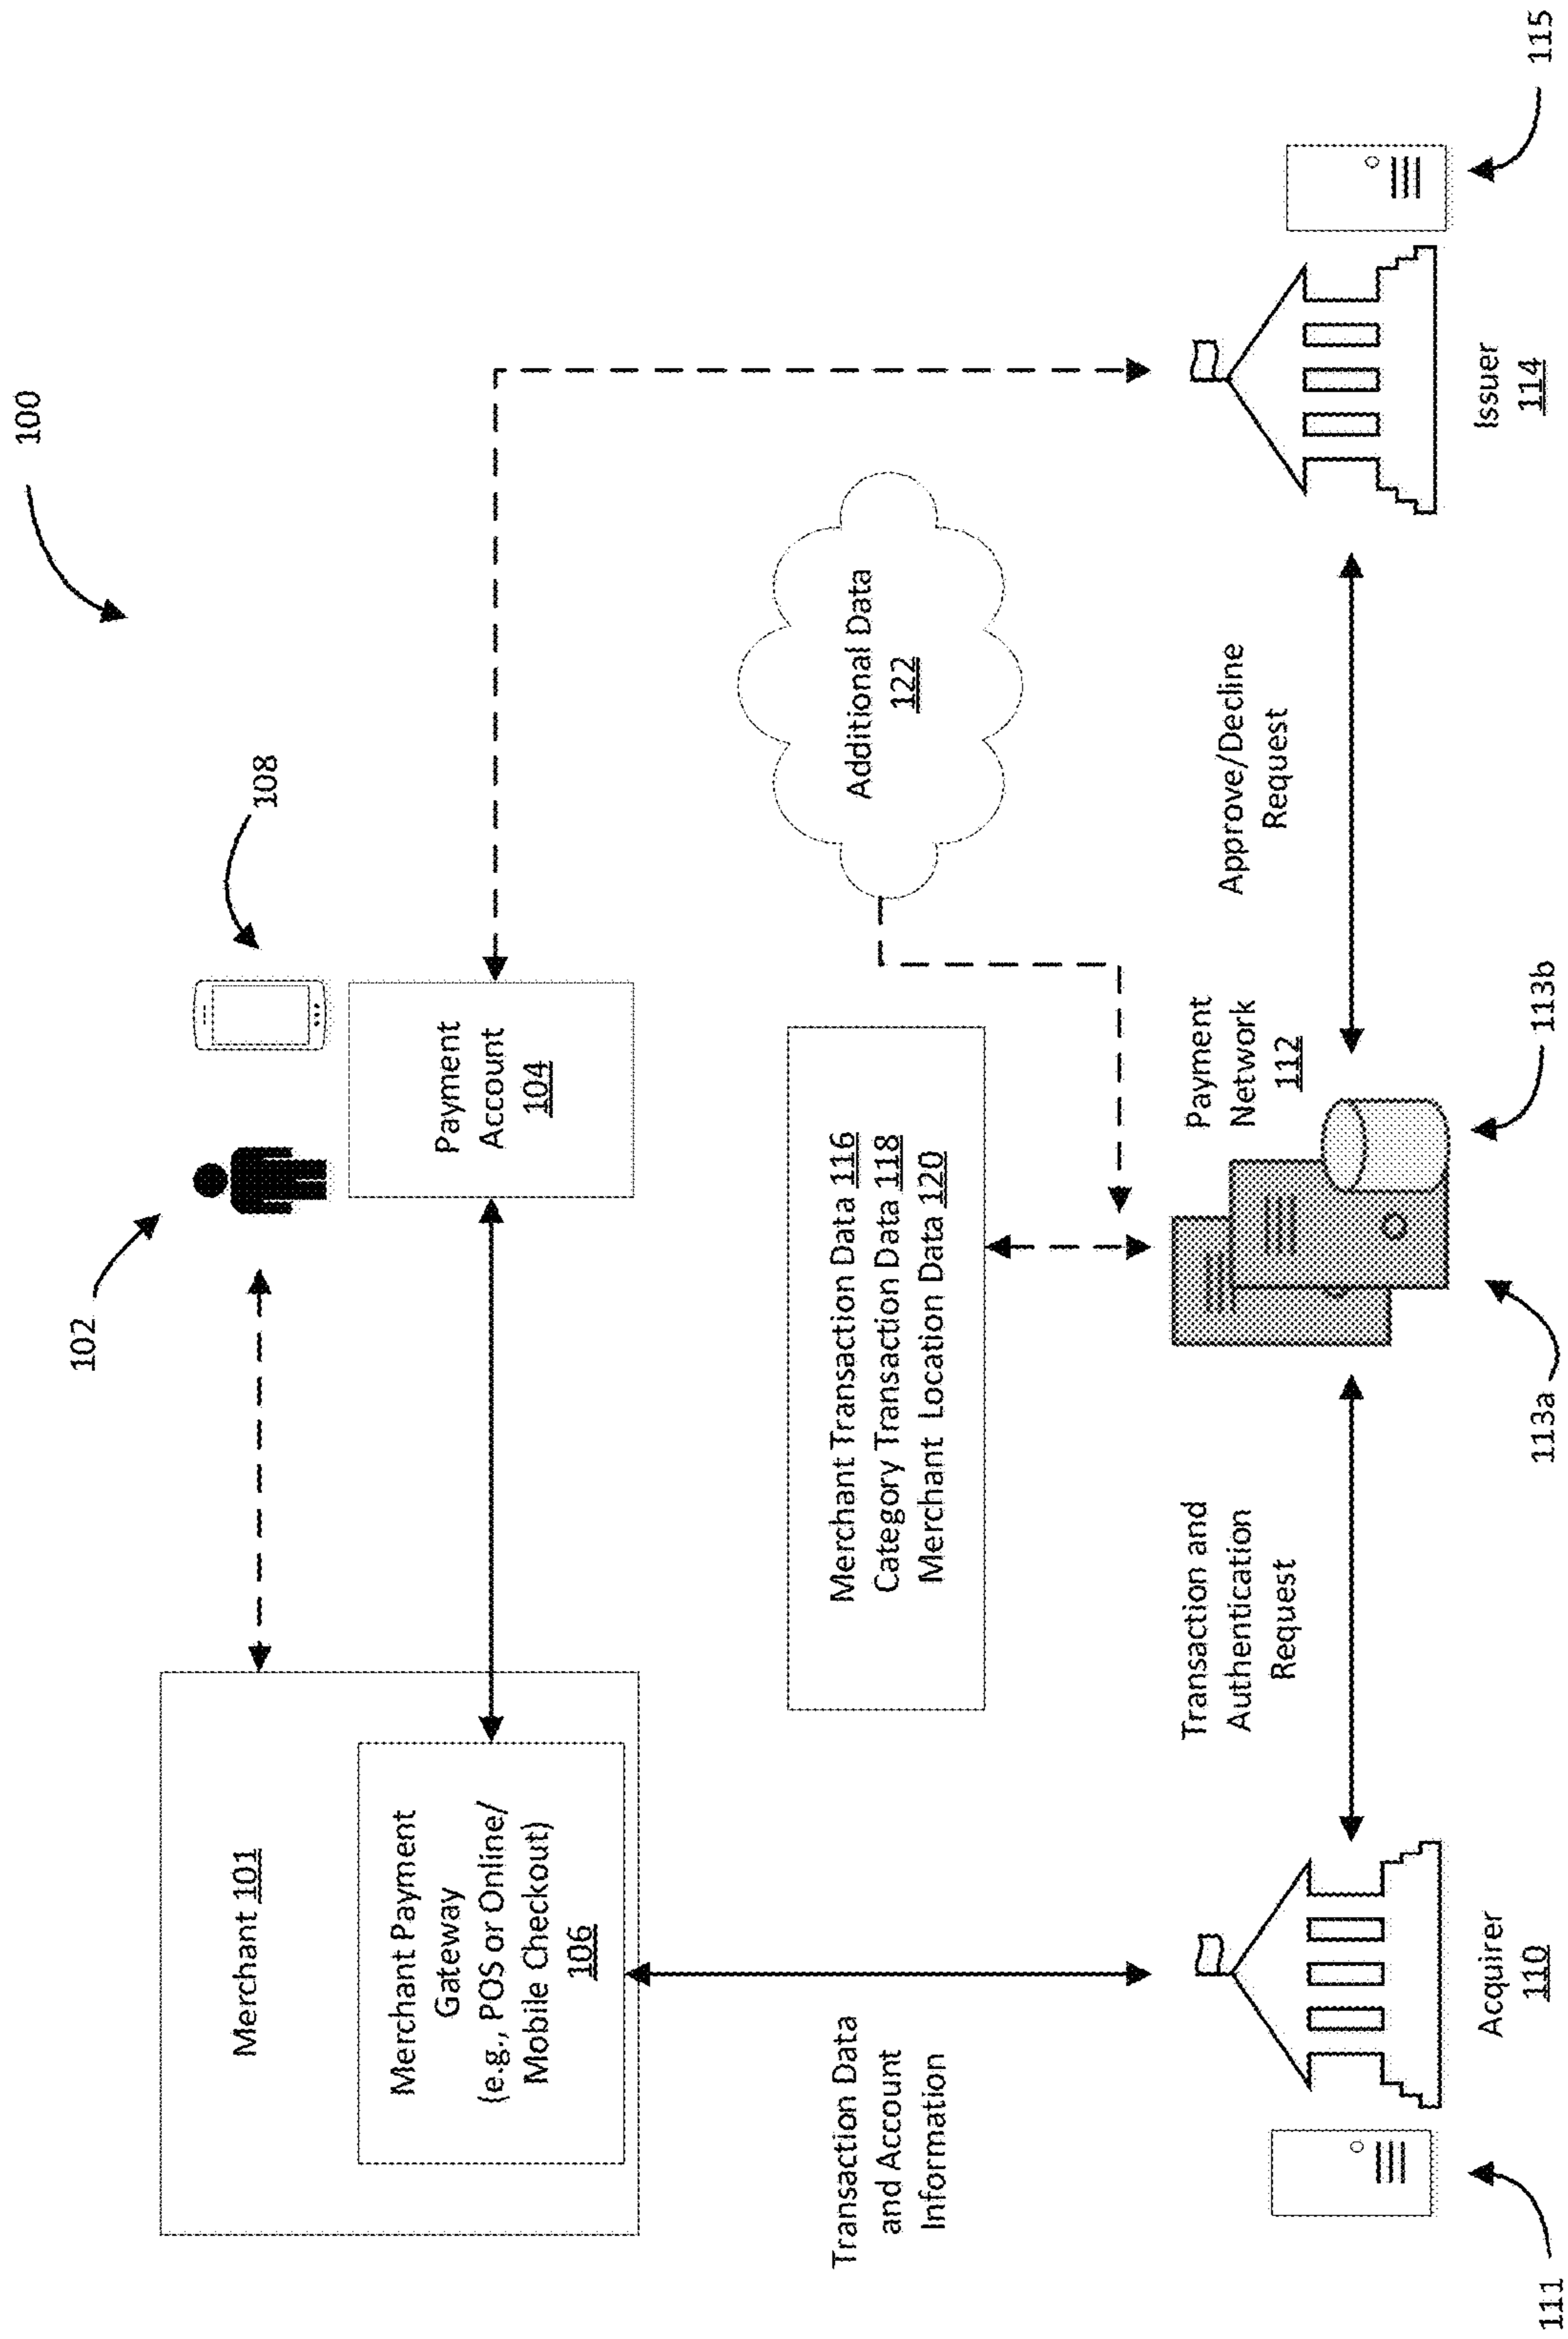 100
102
108
Merchant 101
Merchant Payment
Gateway
(e.g., POS or Online/
Mobile Checkout)
106
Payment
Account
104
Transaction Data
and Account
Information
Merchant Transaction Data 116
Category Transaction Data 118
Merchant Location Data 120
Additional Data
122
Transaction and
Authentication
Request
Payment
Network
112
Approve/Decline
Request
Acquirer
110
Issuer
114
111
113a
113b
115